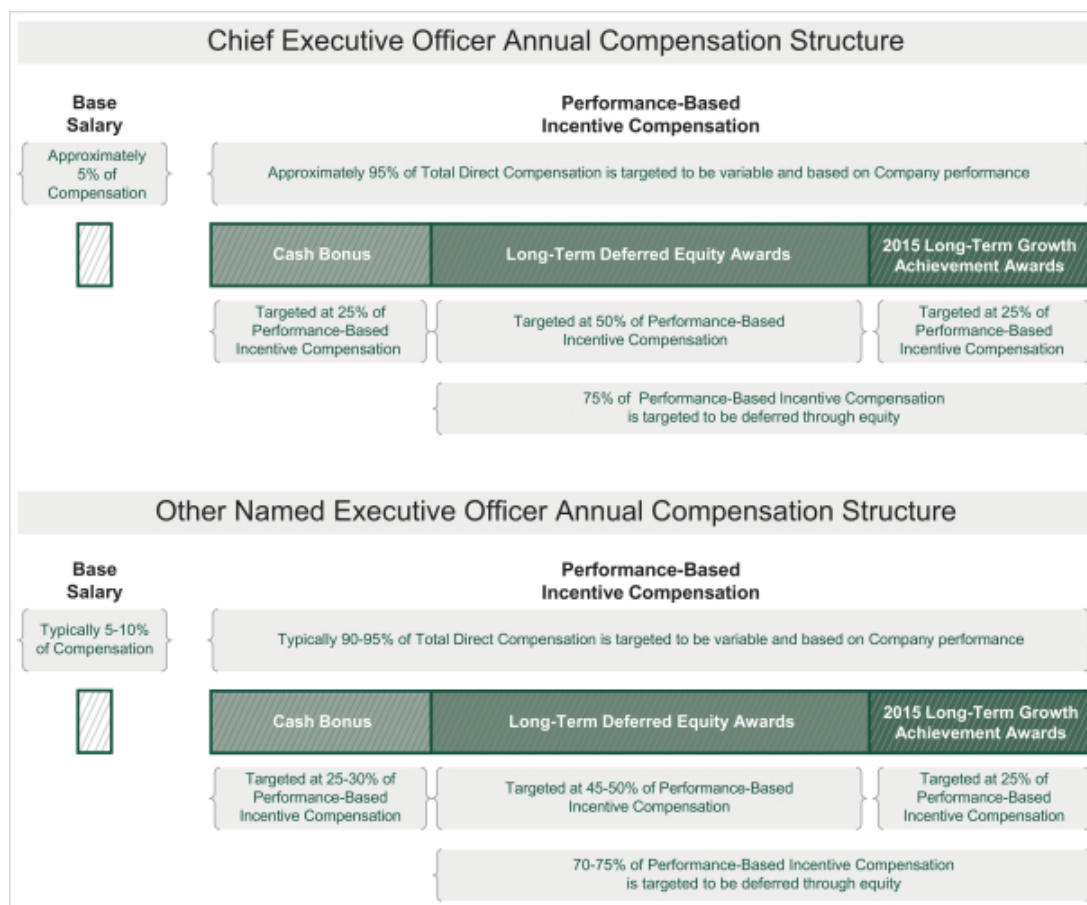 Chief Executive Officer Annual Compensation Structure
Base
Salary
Performance-Based
Incentive Compensation
Approximately
5% of
Compensation
Approximately 95% of Total Direct Compensation is targeted to be variable and based on Company performance
Cash Bonus
Long-Term Deferred Equity Awards
2015 Long-Term Growth
Achievement Awards
Targeted at 25% of
Performance-Based
Incentive Compensation
Targeted at 50% of Performance-Based
Incentive Compensation
Targeted at 25% of
Performance-Based
Incentive Compensation
75% of Performance-Based Incentive Compensation
is targeted to be deferred through equity
Other Named Executive Officer Annual Compensation Structure
Base
Salary
Performance-Based
Incentive Compensation
Typically 5-10%
of Compensation
Typically 90-95% of Total Direct Compensation is targeted to be variable and based on Company performance
Cash Bonus
Long-Term Deferred Equity Awards
2015 Long-Term Growth
Achievement Awards
Targeted at 25-30% of
Performance-Based
Incentive Compensation
Targeted at 45-50% of Performance-Based
Incentive Compensation
Targeted at 25% of
Performance-Based
Incentive Compensation
70-75% of Performance-Based Incentive Compensation
is targeted to be deferred through equity